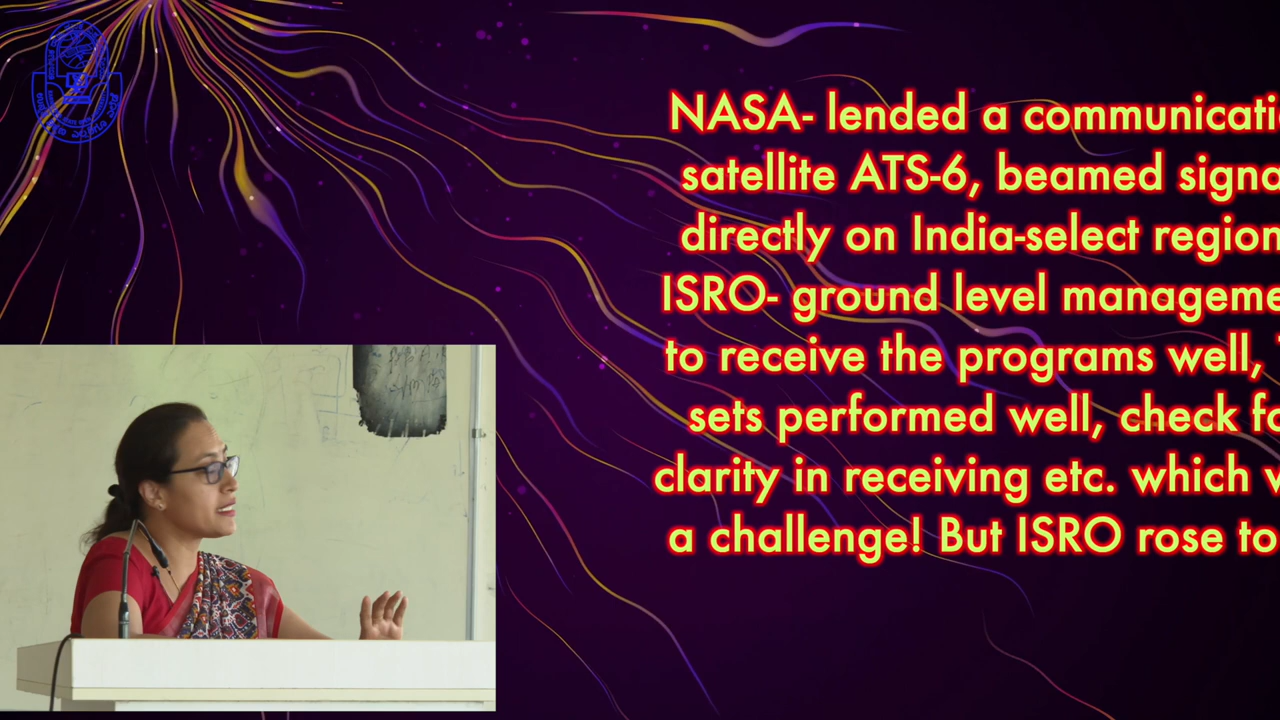 NASA- lended a communicati
satellite ATS-6, beamed signa
directly on India-select region
ISRO- ground level manageme
to receive the programs well,
sets performed well, check fo
clarity in receiving etc. which
a challenge! But ISRO rose to